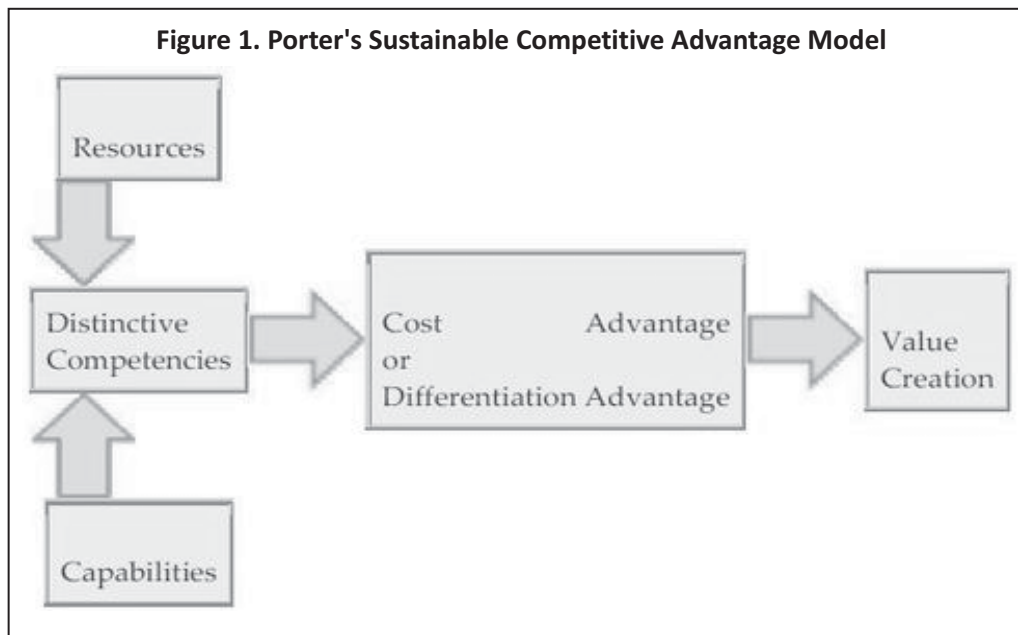 Figure 1. Porter's Sustainable Competitive Advantage Model
Resources
Distinctive
Competencies
Cost Advantage
or
Differentiation Advantage
Value
Creation
Capabilities